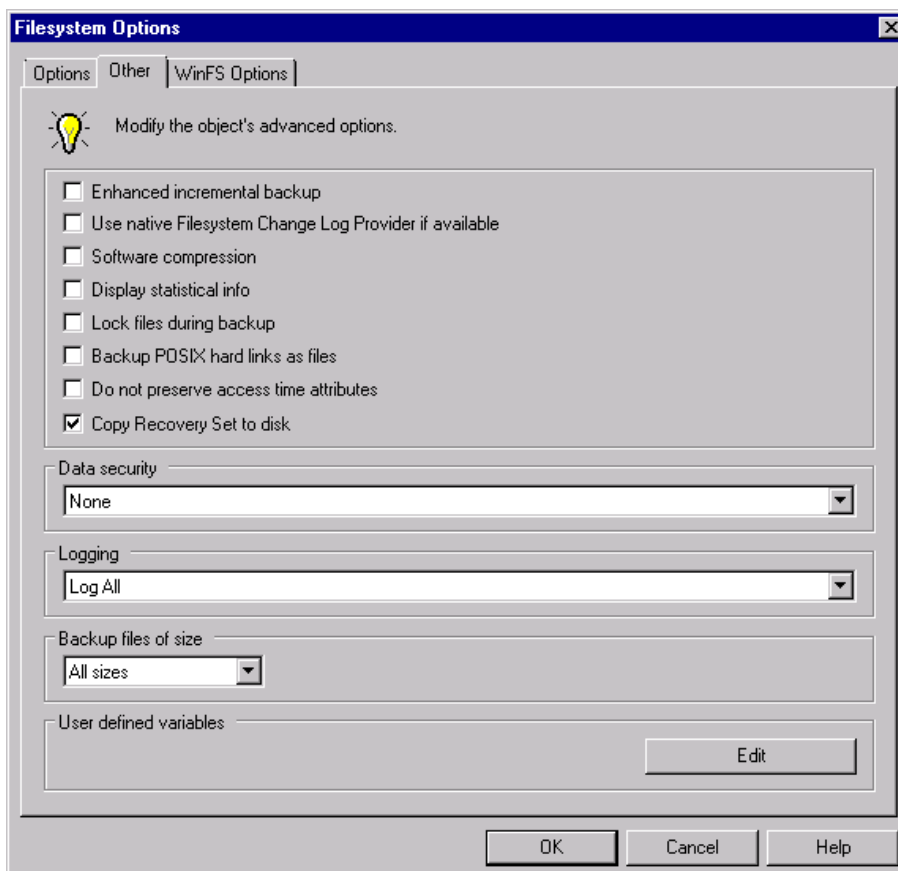 Filesystem Options
Options Other WinFS Options
Modify the object's advanced options.
Enhanced incremental backup
Use native Filesystem Change Log Provider if available
Software compression
Display statistical info
Lock files during backup
Backup POSIX hard links as files
Do not preserve access time attributes
Copy Recovery Set to disk
Data security
None
Logging
Log All
Backup files of size
All sizes
User defined variables
Edit
OK Cancel Help